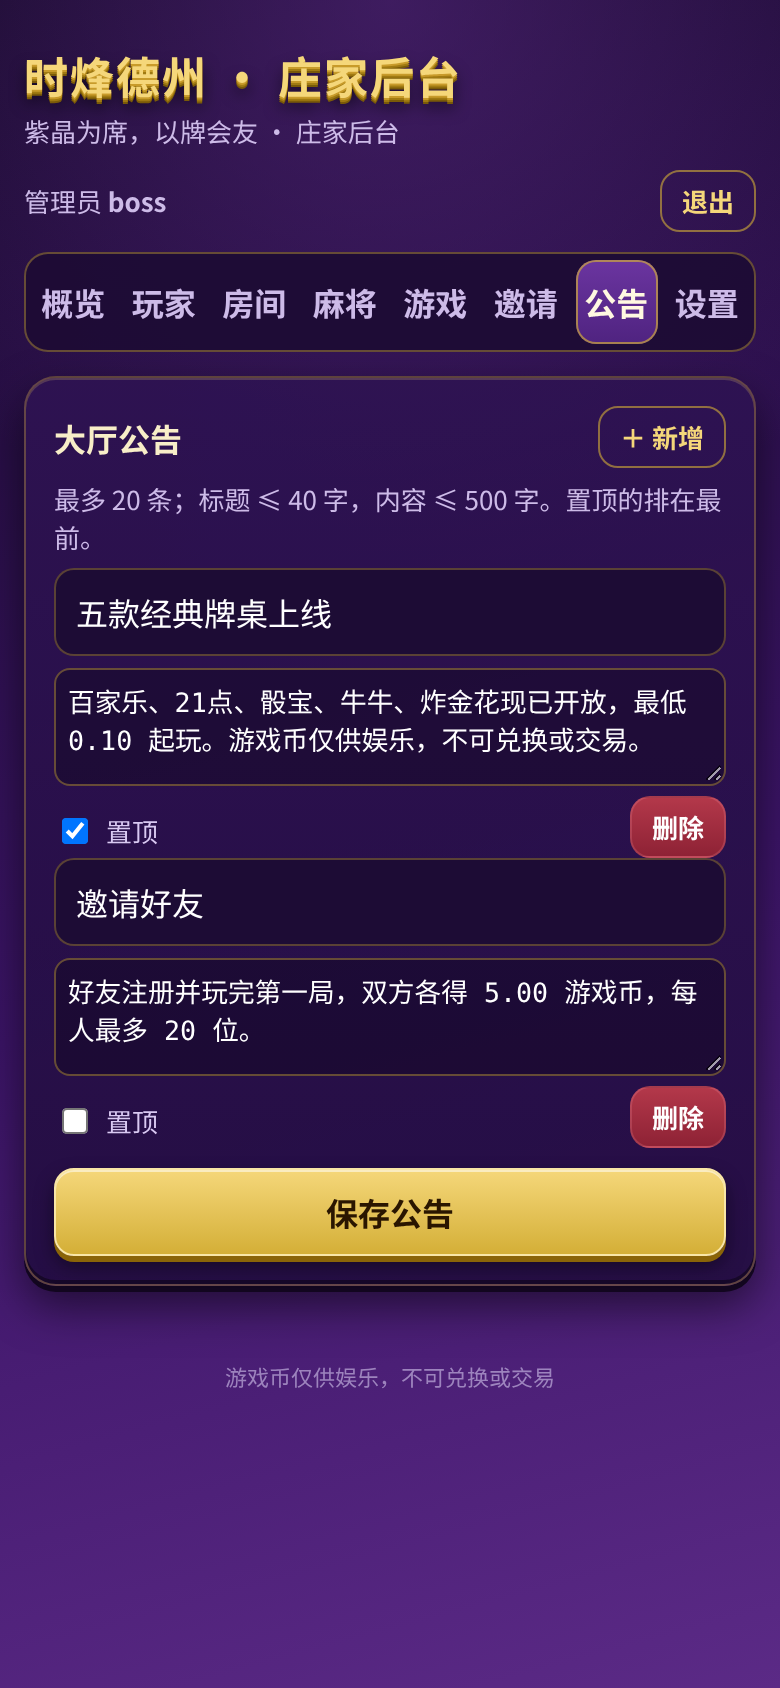 时烽德州 · 庄家后台
紫晶为席，以牌会友 · 庄家后台
管理员 boss
退出
概览 玩家 房间 麻将 游戏 邀请 公告 设置
大厅公告
＋ 新增
最多 20 条；标题 ≤ 40 字，内容 ≤ 500 字。置顶的排在最
前。
五款经典牌桌上线
百家乐、21点、骰宝、牛牛、炸金花现已开放，最低
0.10 起玩。游戏币仅供娱乐，不可兑换或交易。
置顶
删除
邀请好友
好友注册并玩完第一局，双方各得 5.00 游戏币，每
人最多 20 位。
置顶
删除
保存公告
游戏币仅供娱乐，不可兑换或交易